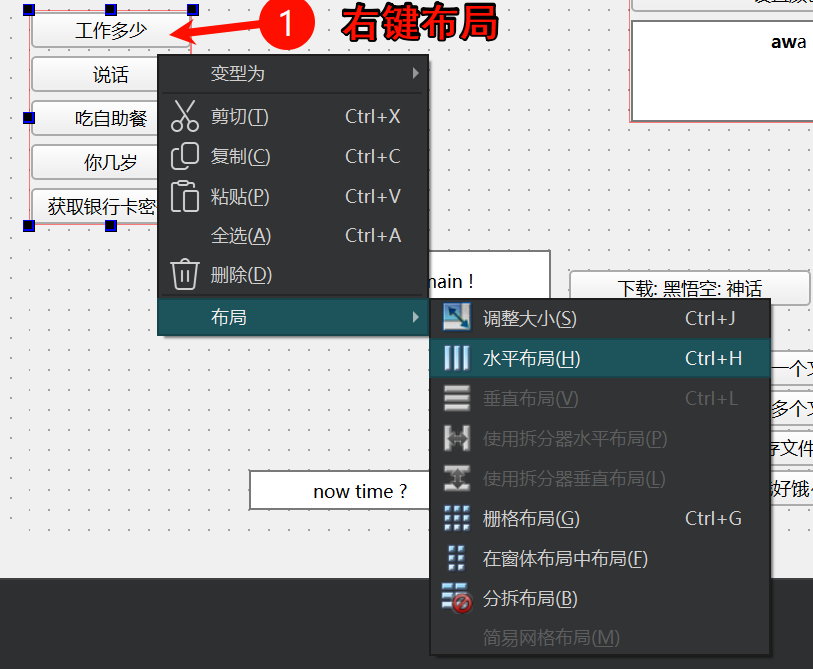 工作多少
1
右键布局
awa
说话
吃自助餐
你几岁
获取银行卡密
变型为
剪切(T) Ctrl+X
复制(C) Ctrl+C
粘贴(P) Ctrl+V
全选(A) Ctrl+A
删除(D)
布局
main !
下载: 黑悟空: 神话
调整大小(S) Ctrl+J
水平布局(H) Ctrl+H
垂直布局(V) Ctrl+L
使用拆分器水平布局(P)
使用拆分器垂直布局(L)
栅格布局(G) Ctrl+G
在窗体布局中布局(F)
分拆布局(B)
简易网格布局(M)
一个文
多个文
存文件
好饿
now time ?